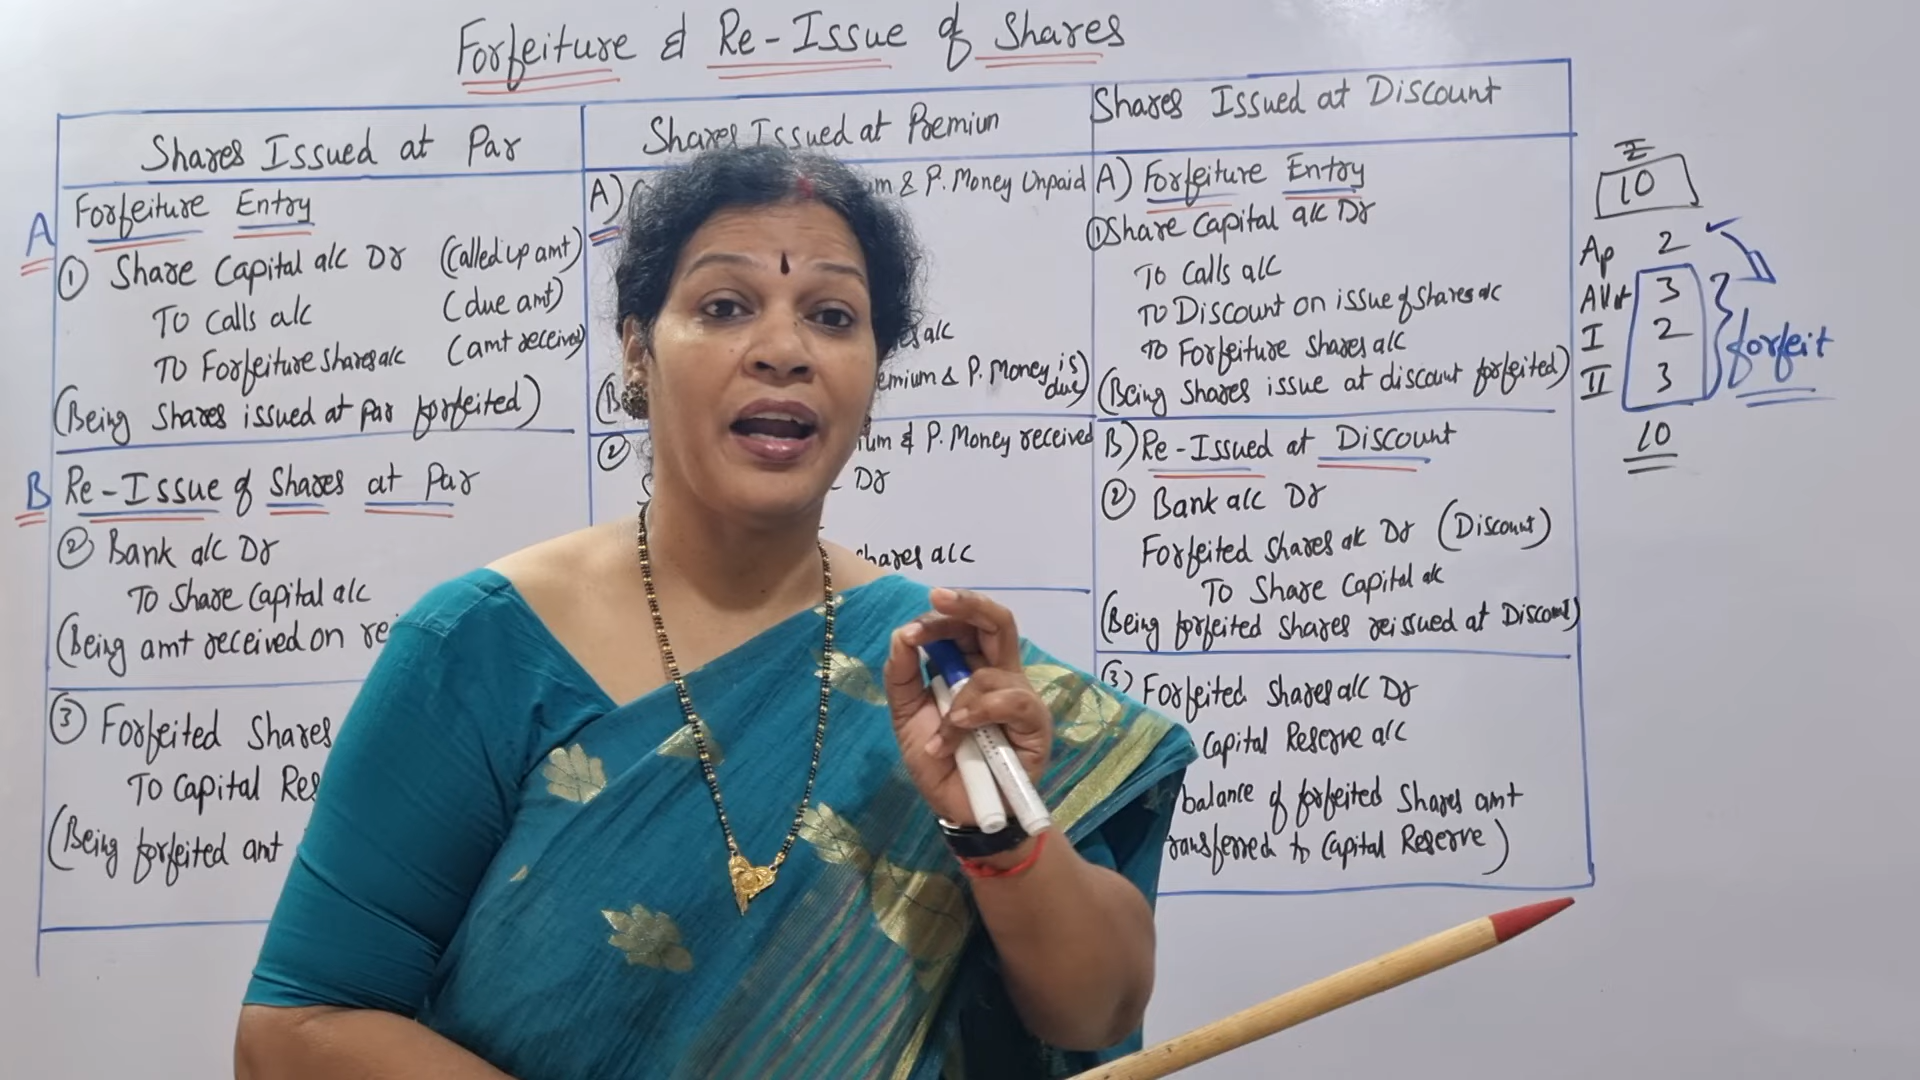 Forfeiture & Re-Issue of Shares
Shares Issued at Par
A
Forfeiture Entry
① Share Capital a/c Dr (Called up amt)
To Calls a/c (due amt)
To Forfeiture Shares a/c (amt received)
(Being Shares issued at par forfeited)
B
Re-Issue of Shares at Par
② Bank a/c Dr
To Share Capital a/c
(Being amt received on
③ Forfeited Shares
To Capital
(Being forfeited amt
Shares Issued at Premium
A)
& P. Money Unpaid
a/c
& P. Money is due)
②
& P. Money received
Dr
Shares a/c
Shares Issued at Discount
A) Forfeiture Entry
① Share Capital a/c Dr
To Calls a/c
To Discount on issue of shares a/c
To Forfeiture Shares a/c
(Being Shares issue at discount forfeited)
B) Re-Issued at Discount
② Bank a/c Dr
Forfeited Shares a/c Dr (Discount)
To Share Capital a/c
(Being forfeited Shares reissued at Discount)
③ Forfeited Shares a/c Dr
Capital Reserve a/c
balance of forfeited Shares amt
transferred to Capital Reserve)
10
Ap 2
Allot 3
I 2
II 3
10
forfeit